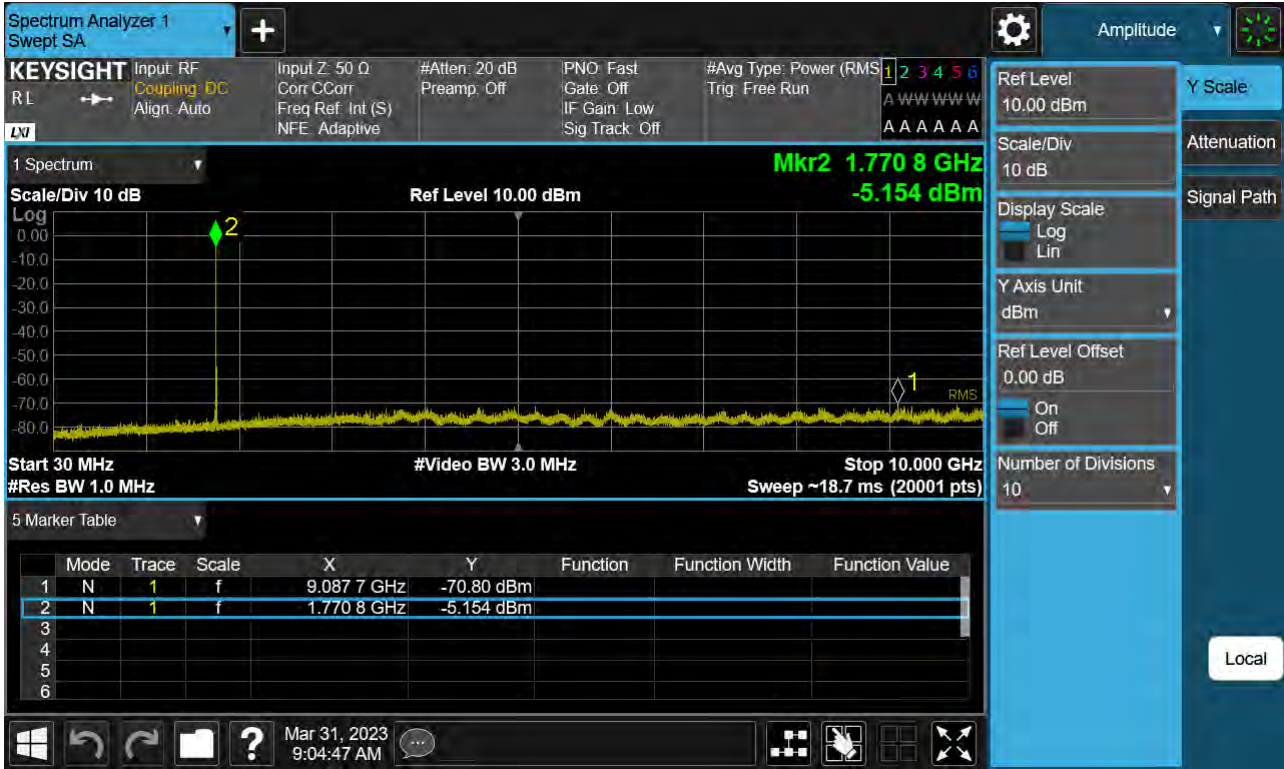 Spectrum Analyzer 1
Swept SA
Amplitude
KEYSIGHT
RL
LXI
Input: RF
Coupling: DC
Align: Auto
Input Z: 50 Ω
Corr CCorr
Freq Ref: Int (S)
NFE: Adaptive
#Atten: 20 dB
Preamp: Off
PNO: Fast
Gate: Off
IF Gain: Low
Sig Track: Off
#Avg Type: Power (RMS
Trig: Free Run
1 2 3 4 5 6
A W W W W W
A A A A A A
1 Spectrum
Mkr2 1.770 8 GHz
-5.154 dBm
Scale/Div 10 dB
Ref Level 10.00 dBm
Log
0.00
-10.0
-20.0
-30.0
-40.0
-50.0
-60.0
-70.0
-80.0
2
1
RMS
Start 30 MHz
#Video BW 3.0 MHz
Stop 10.000 GHz
#Res BW 1.0 MHz
Sweep ~18.7 ms (20001 pts)
5 Marker Table
Mode Trace Scale X Y Function Function Width Function Value
1 N 1 f 9.087 7 GHz -70.80 dBm
2 N 1 f 1.770 8 GHz -5.154 dBm
3
4
5
6
Ref Level
10.00 dBm
Scale/Div
10 dB
Display Scale
Log
Lin
Y Axis Unit
dBm
Ref Level Offset
0.00 dB
On
Off
Number of Divisions
10
Y Scale
Attenuation
Signal Path
Local
?
Mar 31, 2023
9:04:47 AM